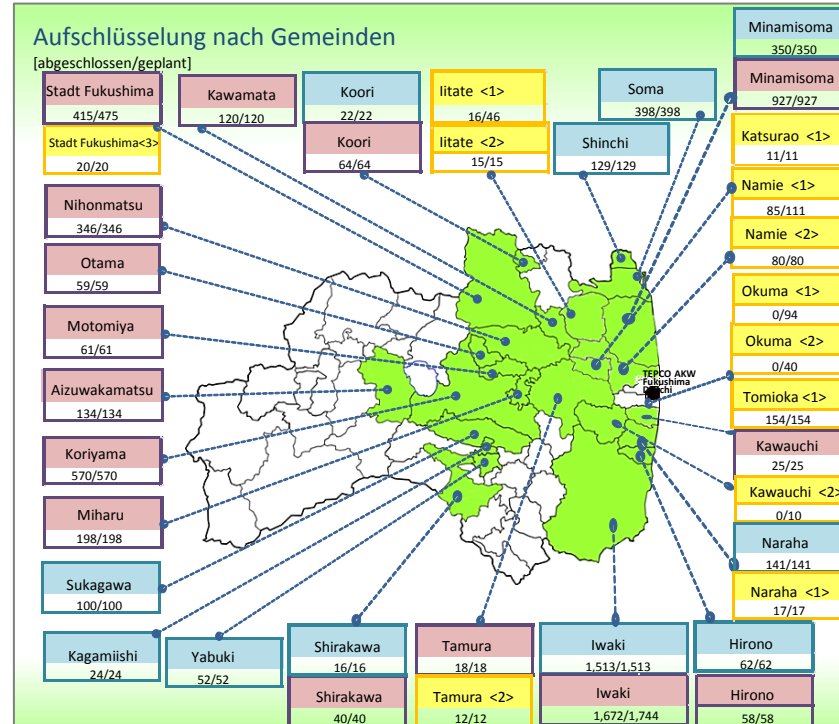 Aufschlüsselung nach Gemeinden
[abgeschlossen/geplant]
Stadt Fukushima
415/475
Stadt Fukushima<3>
20/20
Kawamata
120/120
Koori
22/22
Koori
64/64
Iitate <1>
16/46
Iitate <2>
15/15
Soma
398/398
Shinchi
129/129
Minamisoma
350/350
Minamisoma
927/927
Katsurao <1>
11/11
Namie <1>
85/111
Namie <2>
80/80
Okuma <1>
0/94
Okuma <2>
0/40
Tomioka <1>
154/154
Kawauchi
25/25
Kawauchi <2>
0/10
Naraha
141/141
Naraha <1>
17/17
Nihonmatsu
346/346
Otama
59/59
Motomiya
61/61
Aizuwakamatsu
134/134
Koriyama
570/570
Miharu
198/198
Sukagawa
100/100
Kagamiishi
24/24
Yabuki
52/52
Shirakawa
16/16
Shirakawa
40/40
Tamura
18/18
Tamura <2>
12/12
Iwaki
1,513/1,513
Iwaki
1,672/1,744
Hirono
62/62
Hirono
58/58
TEPCO AKW
Fukushima